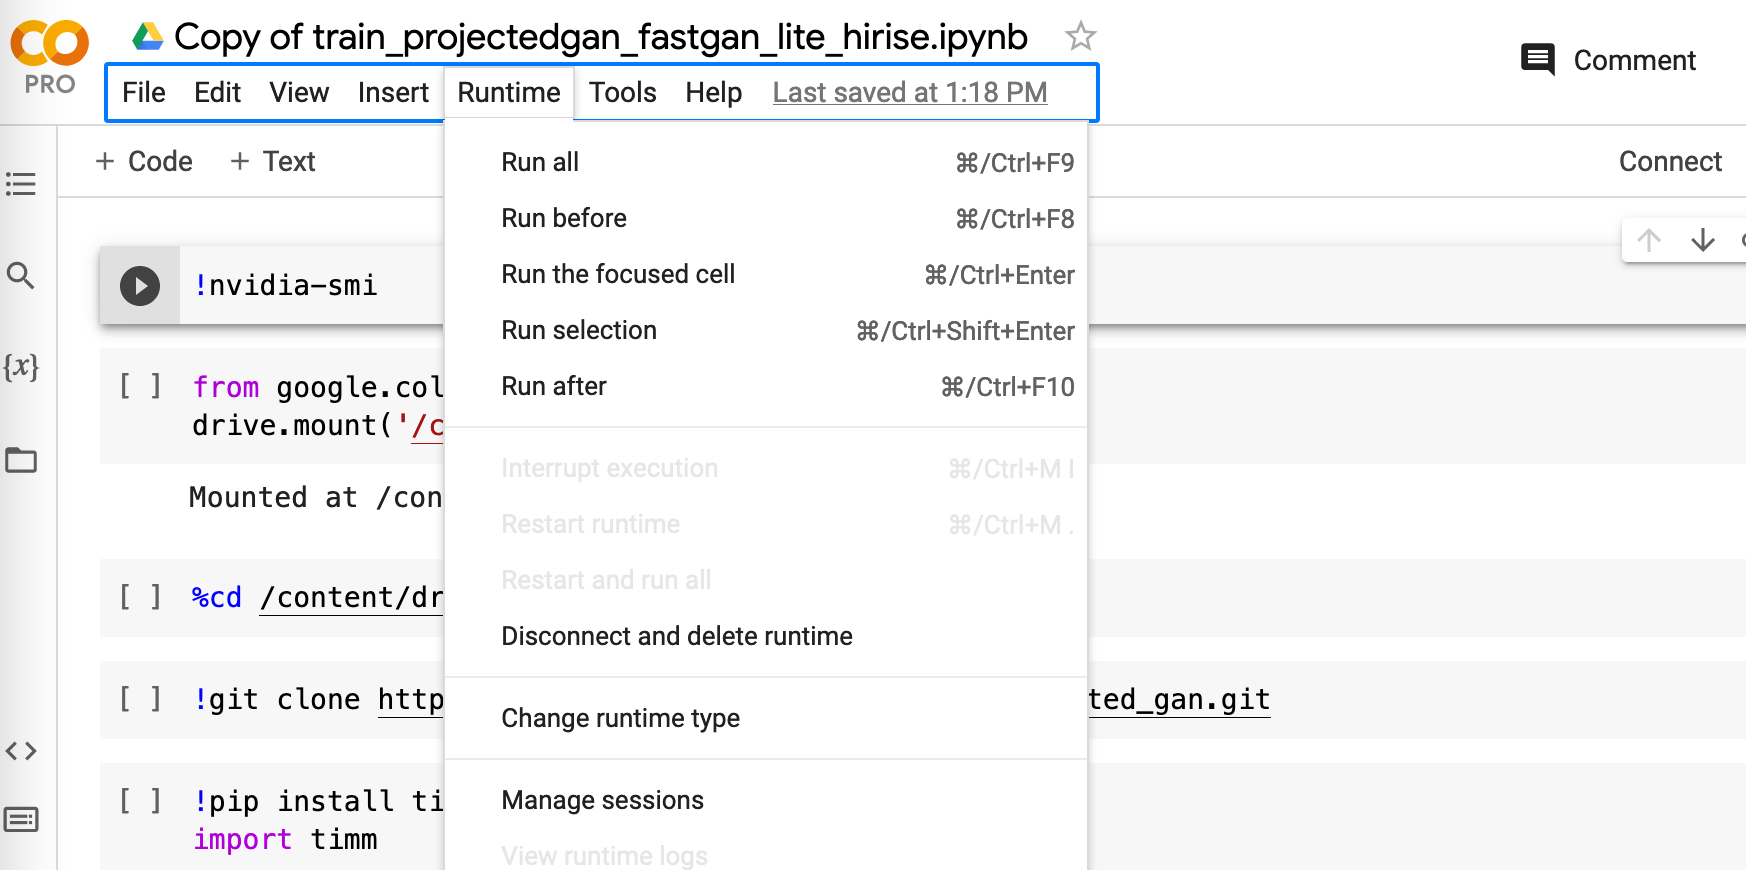 CO
PRO
Copy of train_projectedgan_fastgan_lite_hirise.ipynb
Comment
File Edit View Insert Runtime Tools Help Last saved at 1:18 PM
+ Code + Text
Connect
Run all ⌘/Ctrl+F9
Run before ⌘/Ctrl+F8
Run the focused cell ⌘/Ctrl+Enter
Run selection ⌘/Ctrl+Shift+Enter
Run after ⌘/Ctrl+F10
Interrupt execution ⌘/Ctrl+M I
Restart runtime ⌘/Ctrl+M .
Restart and run all
Disconnect and delete runtime
Change runtime type
Manage sessions
View runtime logs
{x}
!nvidia-smi
[ ] from google.col
drive.mount('/c
Mounted at /con
[ ] %cd /content/dr
[ ] !git clone http ted_gan.git
[ ] !pip install ti
import timm